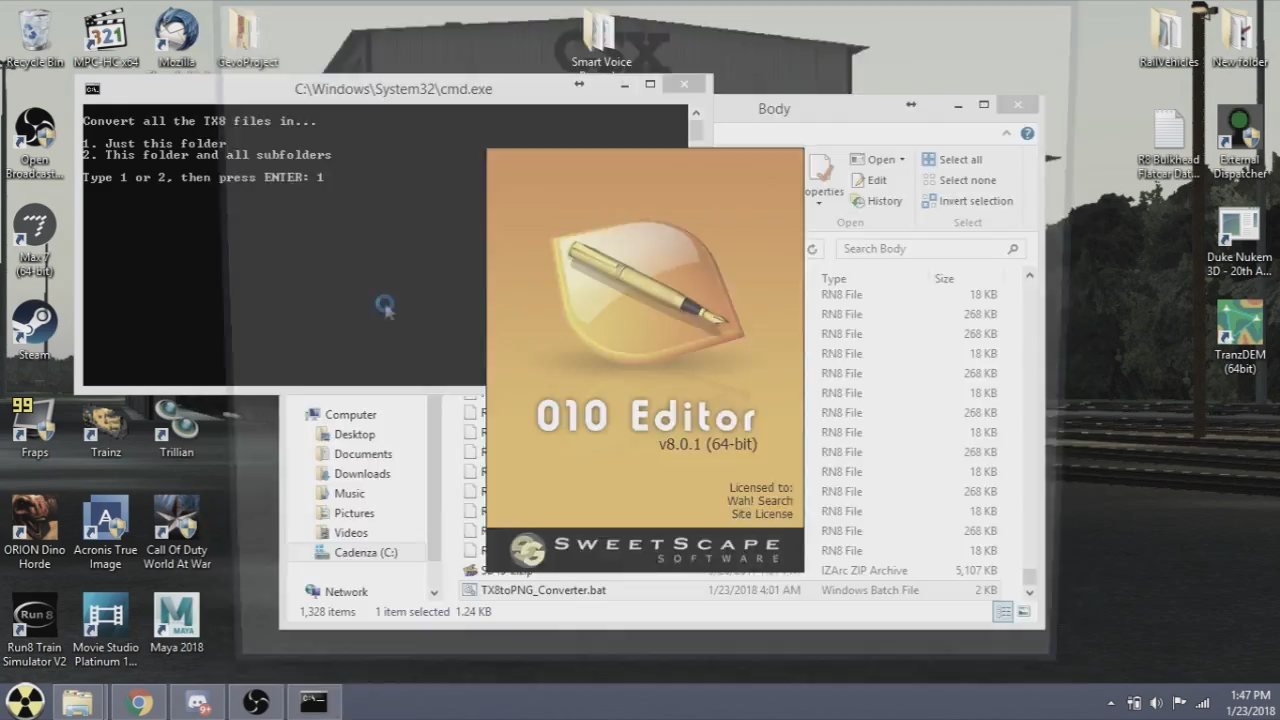 Recycle Bin
MPC-HC x64
Mozilla
GevoProject
Smart Voice
RailVehicles
New folder
CSX
C:\Windows\System32\cmd.exe
Convert all the TX8 files in...
1. Just this folder
2. This folder and all subfolders
Type 1 or 2, then press ENTER: 1
Body
Open
Edit
History
Open
Select all
Select none
Invert selection
Select
Search Body
Type
Size
RN8 File
18 KB
RN8 File
268 KB
RN8 File
18 KB
RN8 File
268 KB
RN8 File
18 KB
RN8 File
18 KB
RN8 File
268 KB
RN8 File
268 KB
RN8 File
268 KB
RN8 File
18 KB
RN8 File
268 KB
RN8 File
18 KB
RN8 File
268 KB
RN8 File
18 KB
IZArc ZIP Archive
5,107 KB
TX8toPNG_Converter.bat
1/23/2018 4:01 AM
Windows Batch File
2 KB
1,328 items
1 item selected 1.24 KB
Computer
Desktop
Documents
Downloads
Music
Pictures
Videos
Cadenza (C:)
Network
010 Editor
v8.0.1 (64-bit)
Licensed to:
Wah! Search
Site License
SWEETSCAPE
SOFTWARE
Open
Broadcast...
Max 7
(64-bit)
Steam
99
Fraps
Trainz
Trillian
ORION Dino
Horde
Acronis True
Image
Call Of Duty
World At War
Run 8
Run8 Train
Simulator V2
Movie Studio
Platinum 1...
Maya 2018
R8 Bulkhead
Flatcar Dat...
External
Dispatcher
Duke Nukem
3D - 20th A...
TranzDEM
(64bit)
9+
1:47 PM
1/23/2018